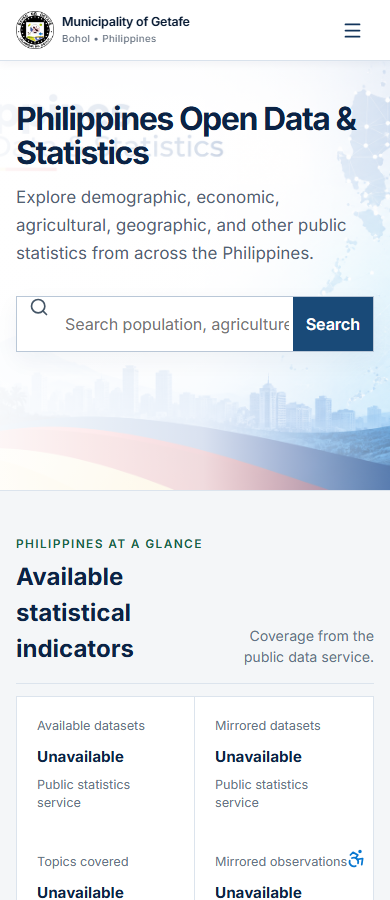 Municipality of Getafe
Bohol • Philippines
Philippines Open Data &
Statistics
Explore demographic, economic,
agricultural, geographic, and other public
statistics from across the Philippines.
Search population, agriculture
Search
PHILIPPINES AT A GLANCE
Available
statistical
indicators
Coverage from the
public data service.
Available datasets
Unavailable
Public statistics
service
Mirrored datasets
Unavailable
Public statistics
service
Topics covered
Unavailable
Mirrored observations
Unavailable